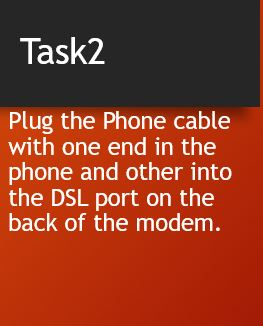 Task2
Plug the Phone cable
with one end in the
phone and other into
the DSL port on the
back of the modem.